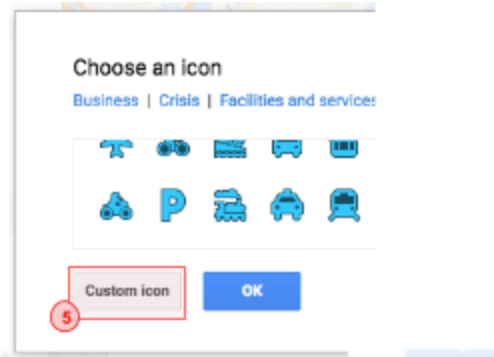 Choose an icon
Business | Crisis | Facilities and services
P
Custom icon
OK
5